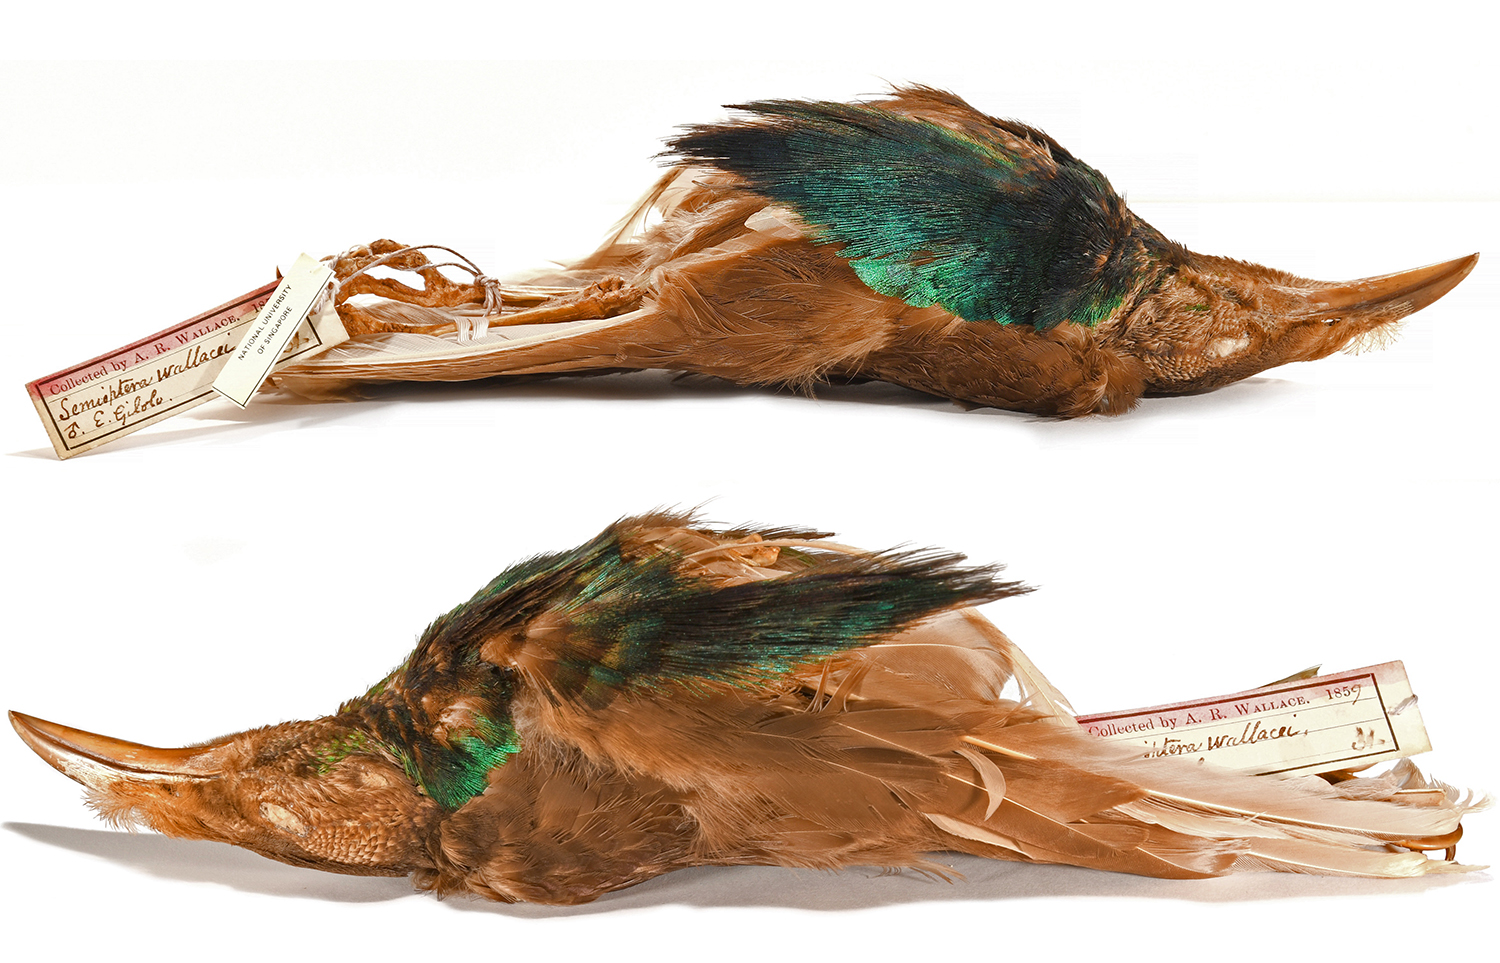 Collected by A. R. WALLACE, 18
Semioptera wallacei
♂. E. Gilolo.
NATIONAL UNIVERSITY
OF SINGAPORE
Collected by A. R. WALLACE. 1859
ptera wallacei,